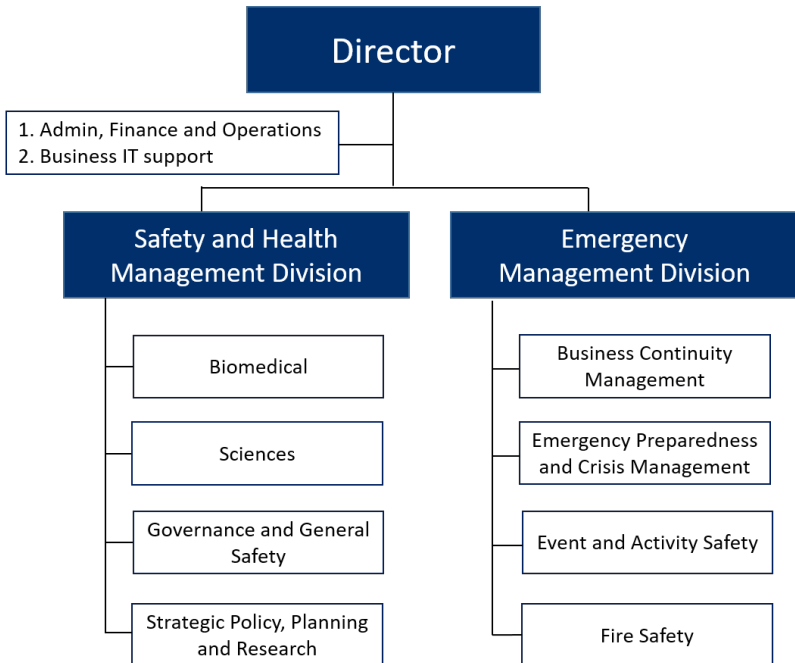 Director
1. Admin, Finance and Operations
2. Business IT support
Safety and Health
Management Division
Biomedical
Sciences
Governance and General
Safety
Strategic Policy, Planning
and Research
Emergency
Management Division
Business Continuity
Management
Emergency Preparedness
and Crisis Management
Event and Activity Safety
Fire Safety